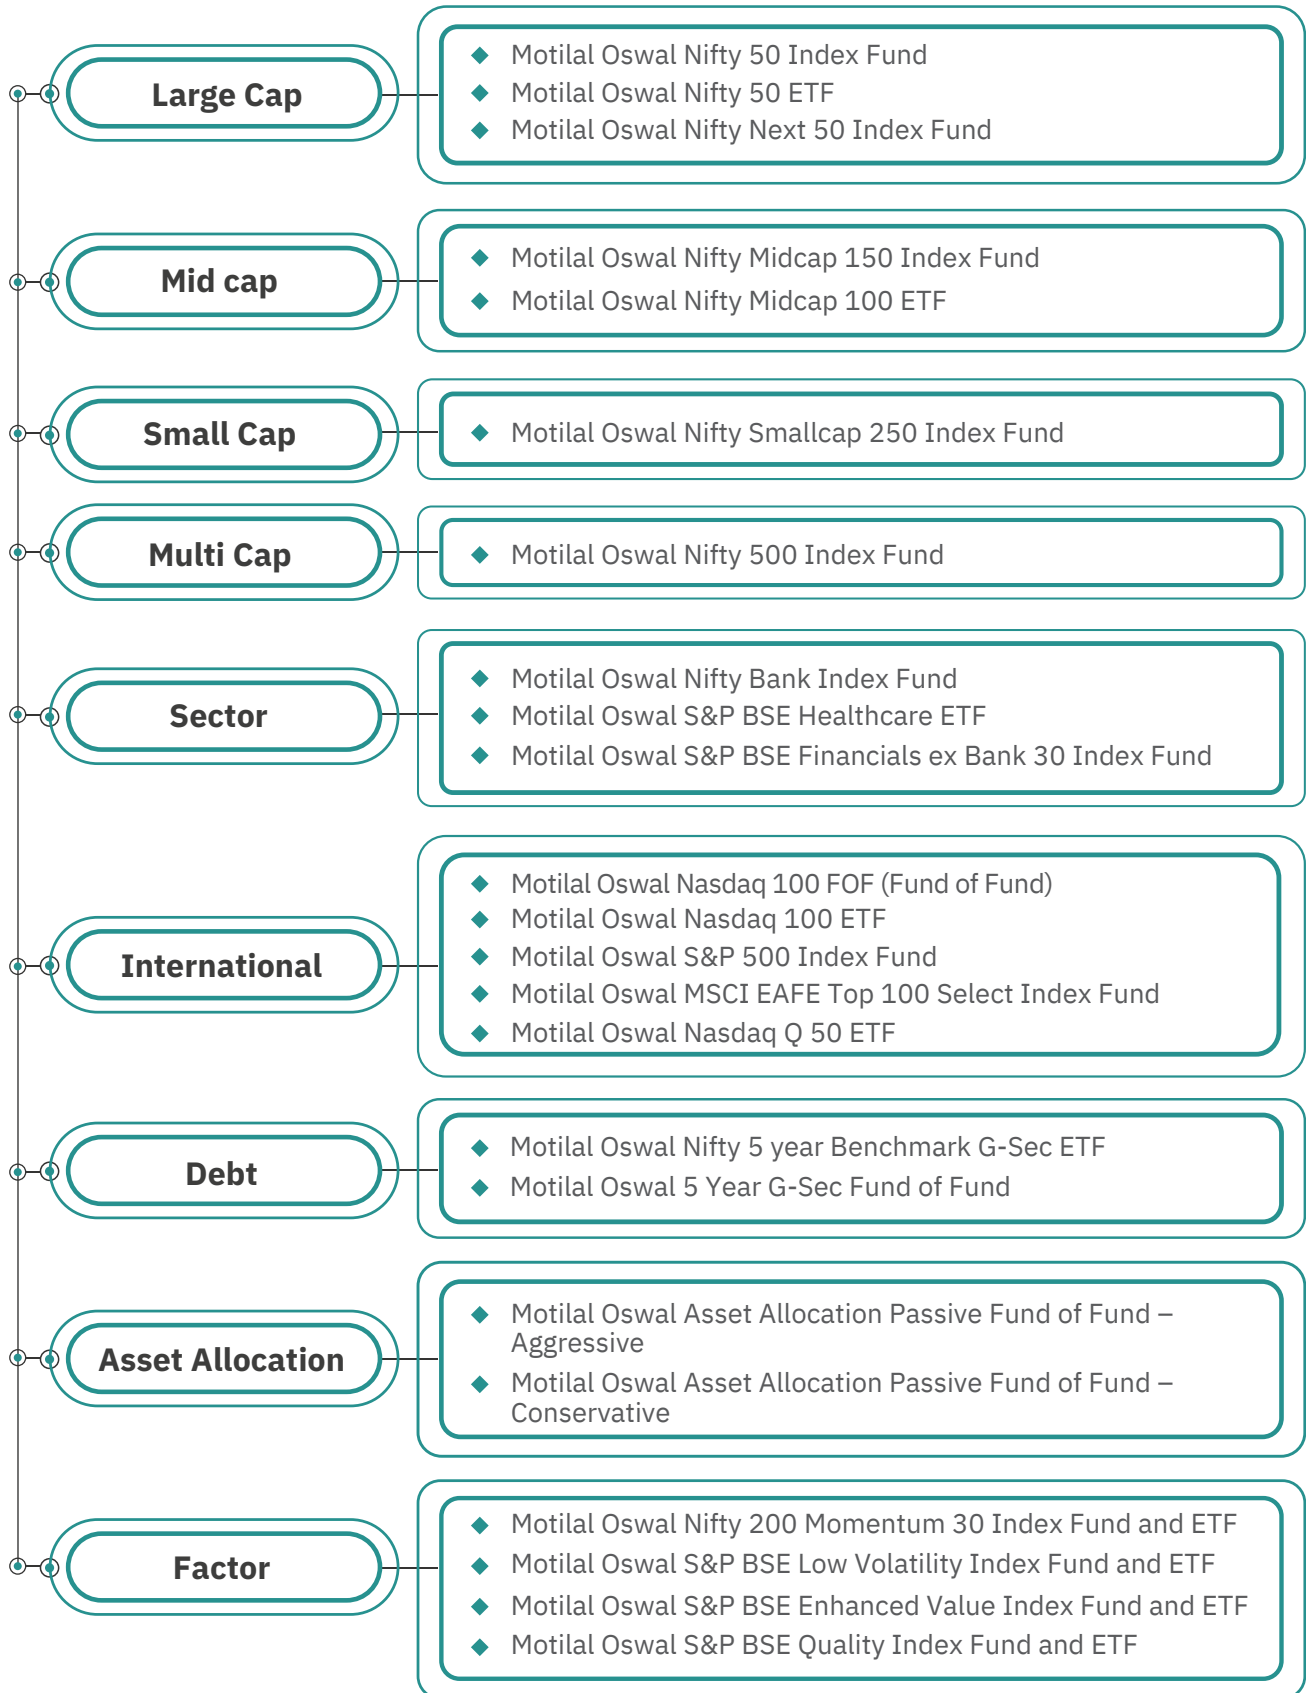 Large Cap
Motilal Oswal Nifty 50 Index Fund
Motilal Oswal Nifty 50 ETF
Motilal Oswal Nifty Next 50 Index Fund
Mid cap
Motilal Oswal Nifty Midcap 150 Index Fund
Motilal Oswal Nifty Midcap 100 ETF
Small Cap
Motilal Oswal Nifty Smallcap 250 Index Fund
Multi Cap
Motilal Oswal Nifty 500 Index Fund
Sector
Motilal Oswal Nifty Bank Index Fund
Motilal Oswal S&P BSE Healthcare ETF
Motilal Oswal S&P BSE Financials ex Bank 30 Index Fund
International
Motilal Oswal Nasdaq 100 FOF (Fund of Fund)
Motilal Oswal Nasdaq 100 ETF
Motilal Oswal S&P 500 Index Fund
Motilal Oswal MSCI EAFE Top 100 Select Index Fund
Motilal Oswal Nasdaq Q 50 ETF
Debt
Motilal Oswal Nifty 5 year Benchmark G-Sec ETF
Motilal Oswal 5 Year G-Sec Fund of Fund
Asset Allocation
Motilal Oswal Asset Allocation Passive Fund of Fund –
Aggressive
Motilal Oswal Asset Allocation Passive Fund of Fund –
Conservative
Factor
Motilal Oswal Nifty 200 Momentum 30 Index Fund and ETF
Motilal Oswal S&P BSE Low Volatility Index Fund and ETF
Motilal Oswal S&P BSE Enhanced Value Index Fund and ETF
Motilal Oswal S&P BSE Quality Index Fund and ETF